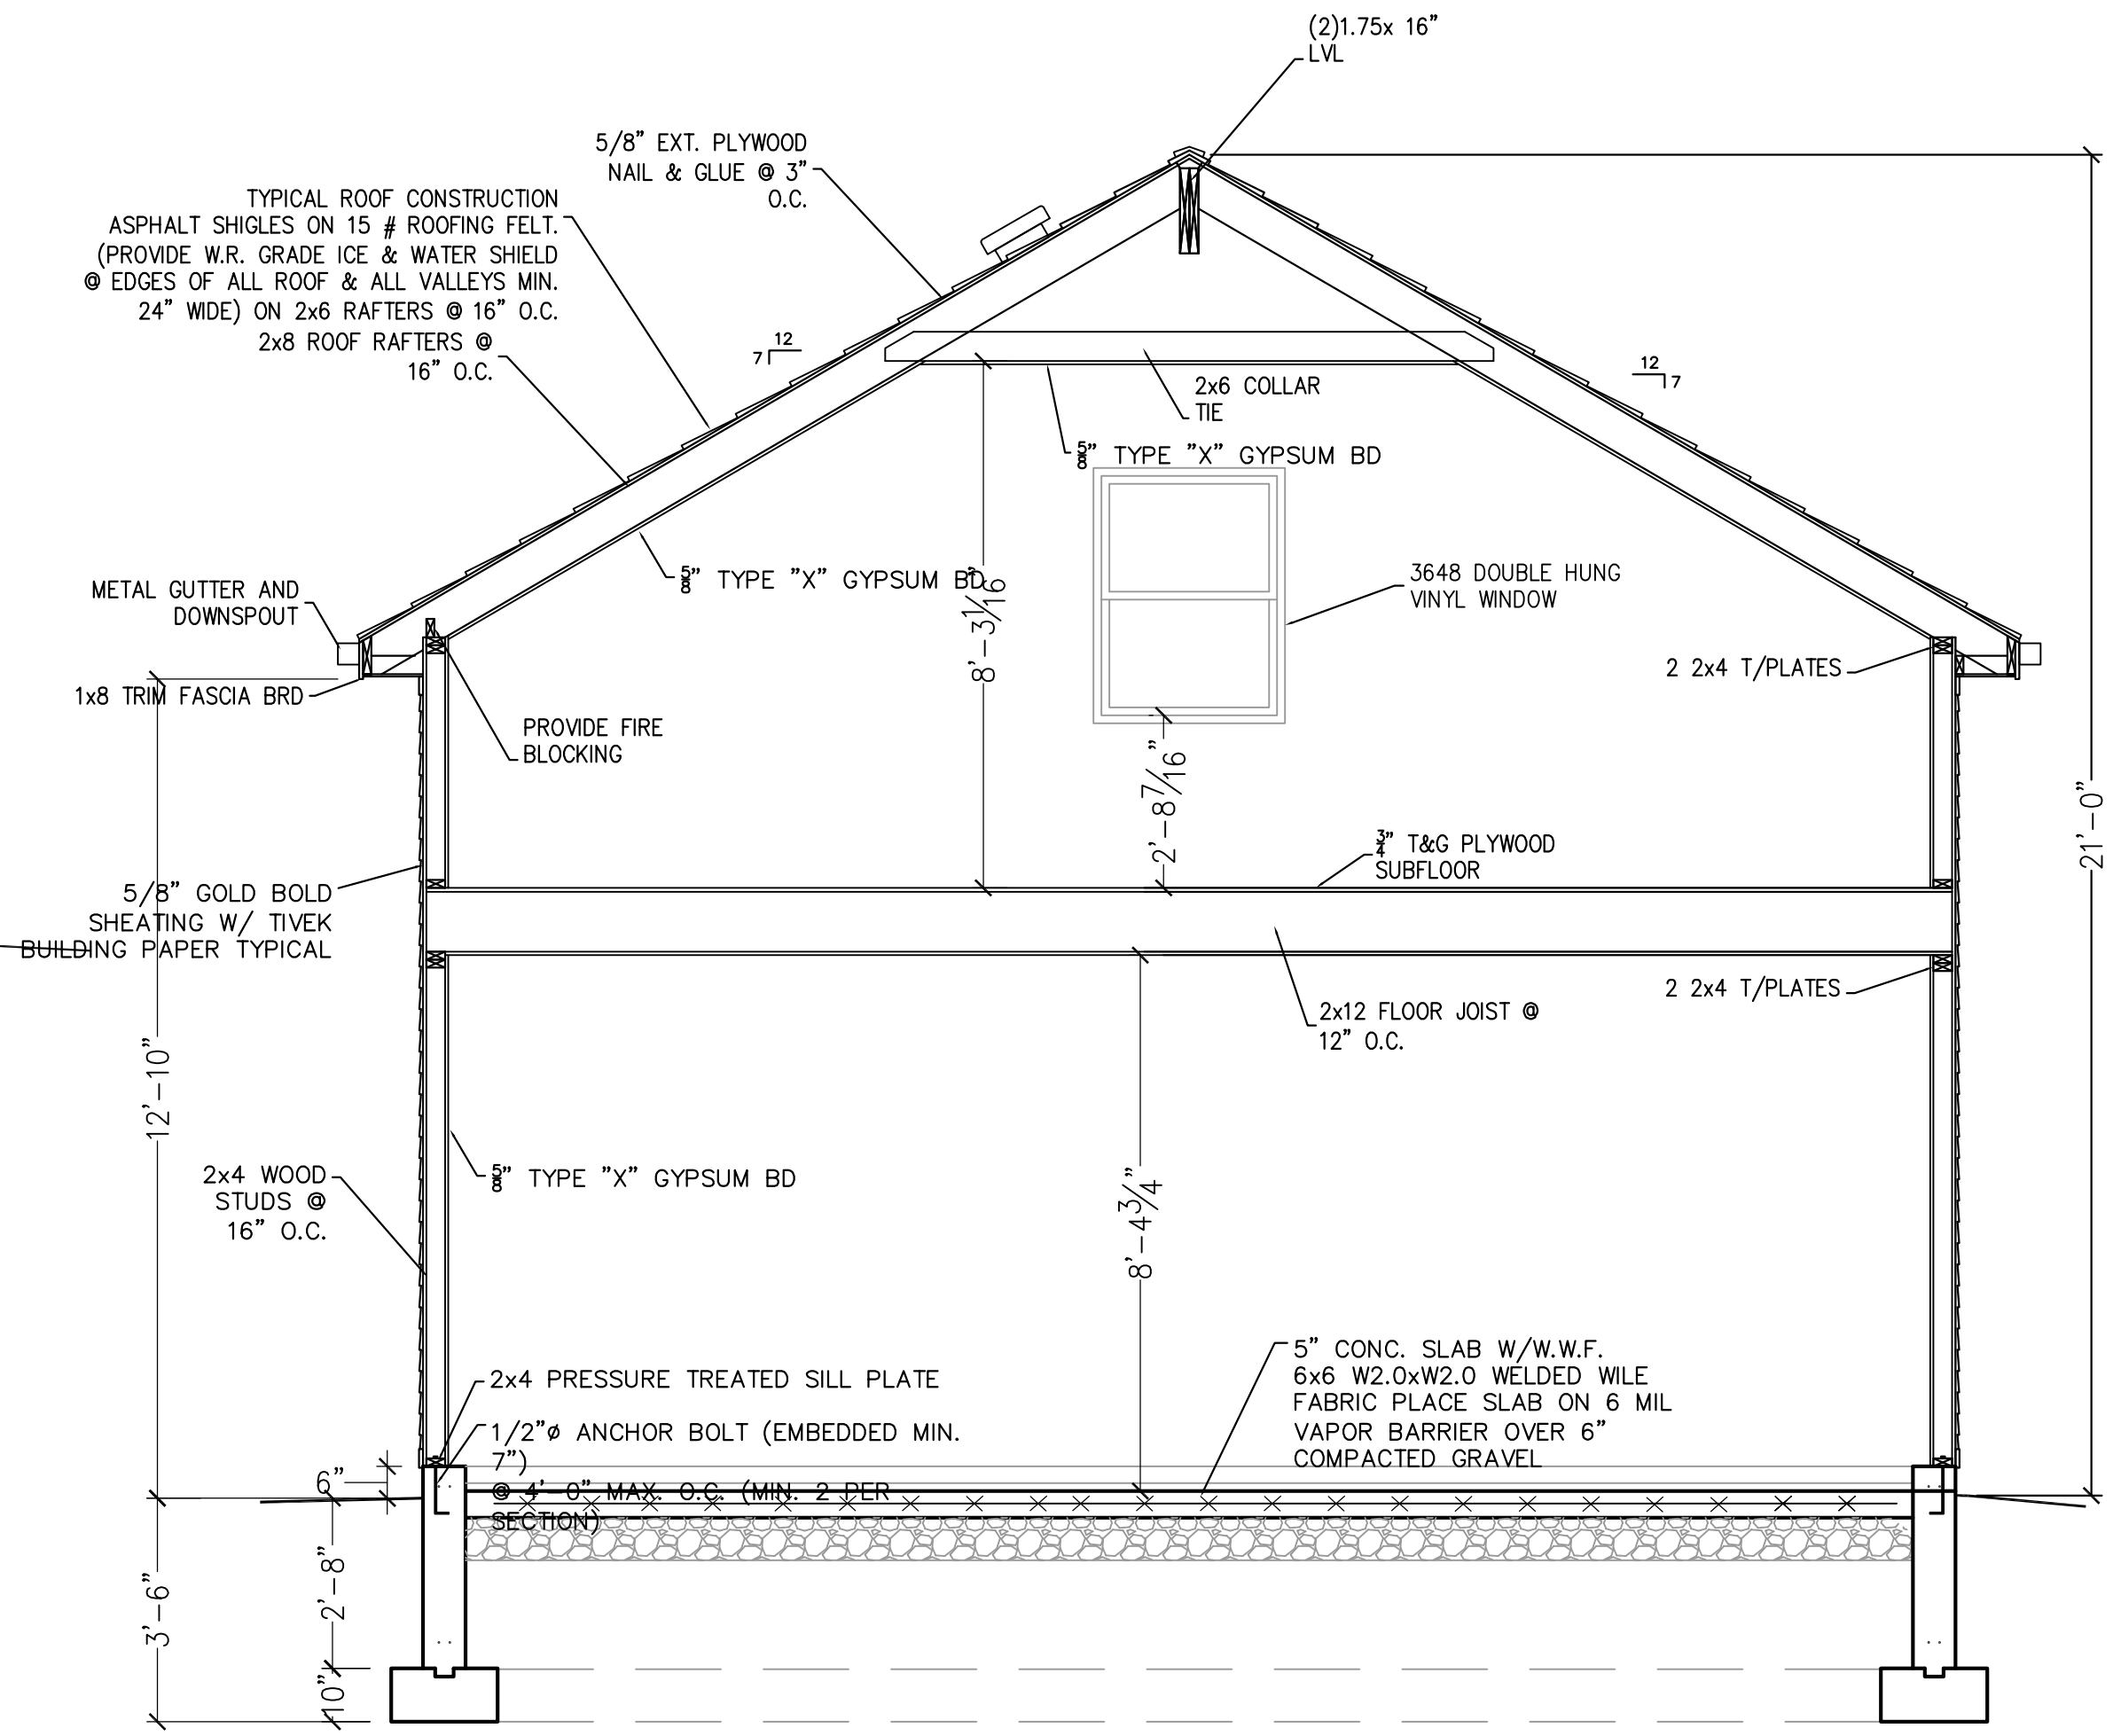 (2)1.75x 16"
LVL
5/8" EXT. PLYWOOD
NAIL & GLUE @ 3"
O.C.
TYPICAL ROOF CONSTRUCTION
ASPHALT SHIGLES ON 15 # ROOFING FELT.
(PROVIDE W.R. GRADE ICE & WATER SHIELD
@ EDGES OF ALL ROOF & ALL VALLEYS MIN.
24" WIDE) ON 2x6 RAFTERS @ 16" O.C.
2x8 ROOF RAFTERS @
16" O.C.
12
7
12
7
2x6 COLLAR
TIE
5/8" TYPE "X" GYPSUM BD
5/8" TYPE "X" GYPSUM BD
8'-3 1/16"
METAL GUTTER AND
DOWNSPOUT
3648 DOUBLE HUNG
VINYL WINDOW
1x8 TRIM FASCIA BRD
2 2x4 T/PLATES
PROVIDE FIRE
BLOCKING
2'-8 7/16"
21'-0"
3/4" T&G PLYWOOD
SUBFLOOR
5/8" GOLD BOLD
SHEATING W/ TIVEK
BUILDING PAPER TYPICAL
2 2x4 T/PLATES
2x12 FLOOR JOIST @
12" O.C.
12'-10"
2x4 WOOD
STUDS @
16" O.C.
5/8" TYPE "X" GYPSUM BD
8'-4 3/4"
5" CONC. SLAB W/W.W.F.
6x6 W2.0xW2.0 WELDED WILE
FABRIC PLACE SLAB ON 6 MIL
VAPOR BARRIER OVER 6"
COMPACTED GRAVEL
2x4 PRESSURE TREATED SILL PLATE
1/2"ø ANCHOR BOLT (EMBEDDED MIN.
7")
@ 4'-0" MAX. O.C. (MIN. 2 PER
SECTION)
6"
2'-8"
3'-6"
10"